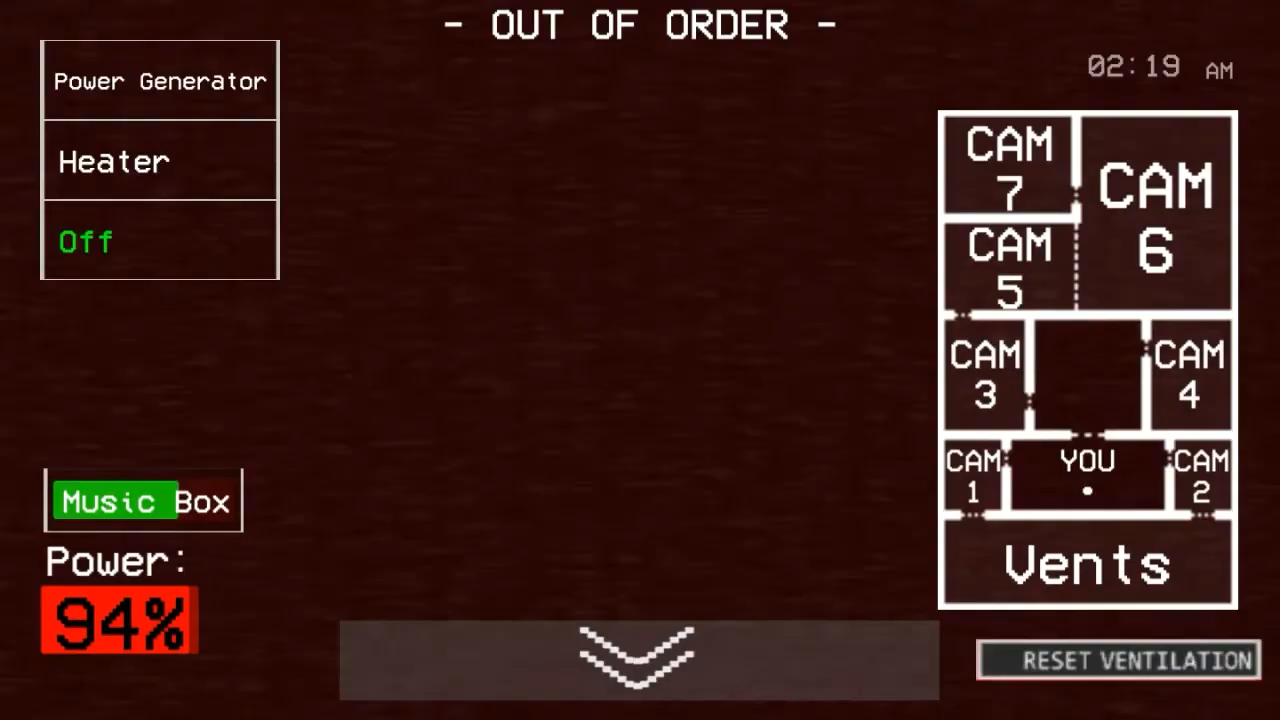 - OUT OF ORDER -
02:19 AM
Power Generator
Heater
Off
CAM
7
CAM
6
CAM
5
CAM
3
CAM
4
CAM
1
YOU
CAM
2
Vents
Music Box
Power:
94%
RESET VENTILATION